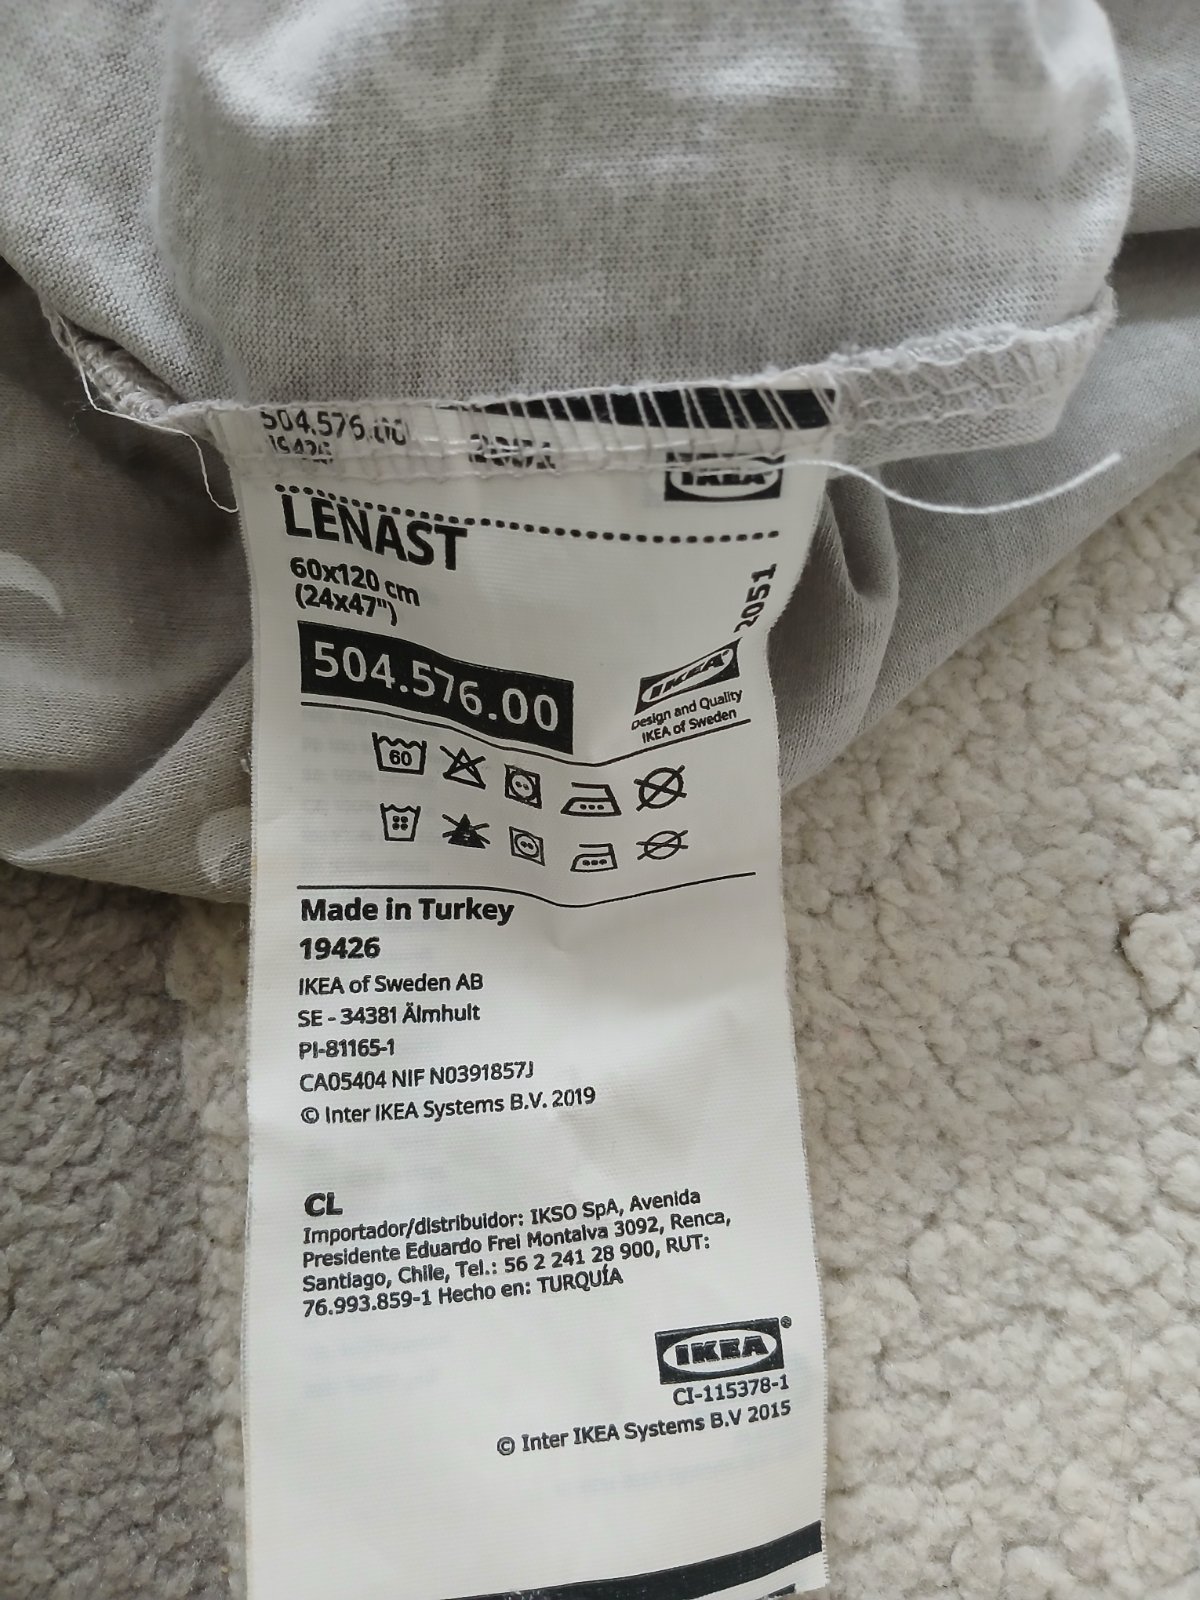 504.576.00
19426 2051
IKEA
LENAST
60x120 cm
(24x47")
2051
504.576.00
IKEA
Design and Quality
IKEA of Sweden
60
Made in Turkey
19426
IKEA of Sweden AB
SE - 34381 Älmhult
PI-81165-1
CA05404 NIF N0391857J
© Inter IKEA Systems B.V. 2019
CL
Importador/distribuidor: IKSO SpA, Avenida
Presidente Eduardo Frei Montalva 3092, Renca,
Santiago, Chile, Tel.: 56 2 241 28 900, RUT:
76.993.859-1 Hecho en: TURQUÍA
IKEA®
CI-115378-1
© Inter IKEA Systems B.V 2015